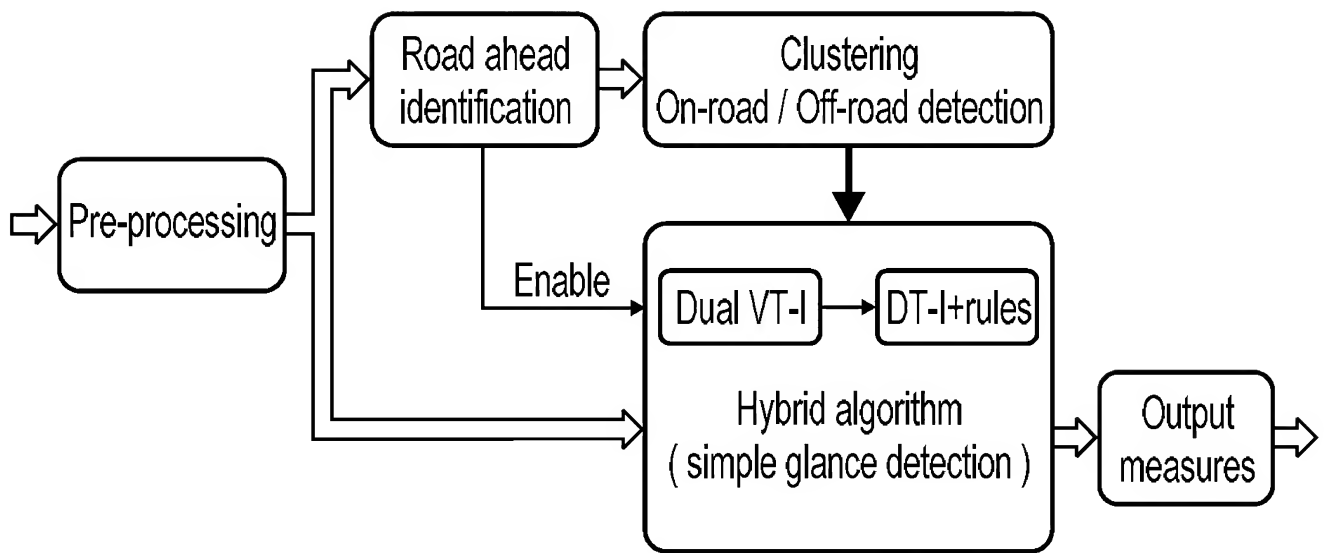 Road ahead
identification
Clustering
On-road / Off-road detection
Pre-processing
Enable
Dual VT-I
DT-I+rules
Hybrid algorithm
( simple glance detection )
Output
measures